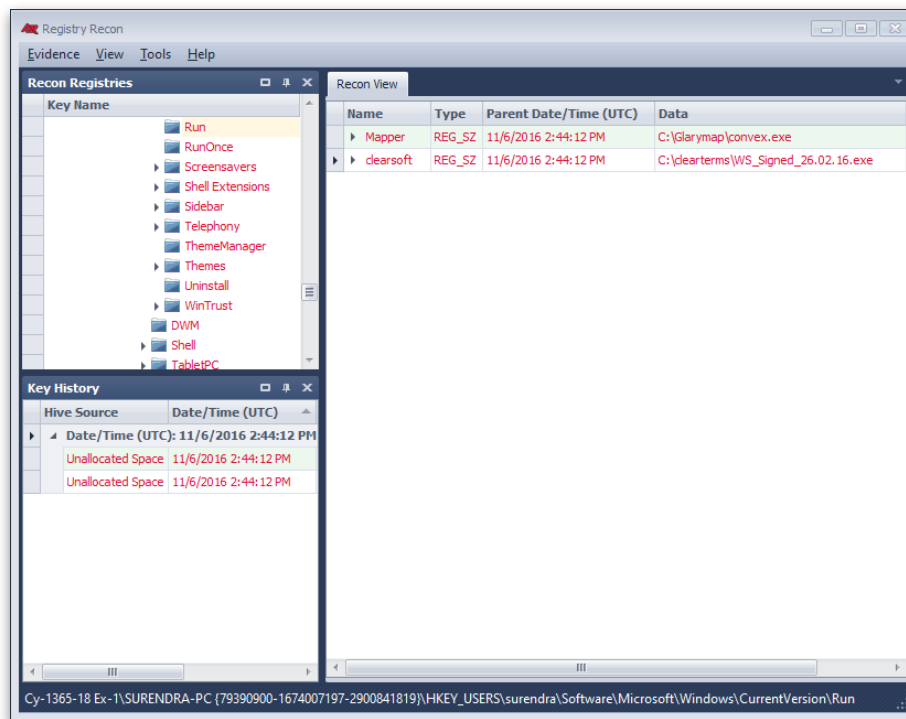 Registry Recon
Evidence View Tools Help
Recon Registries
Key Name
Run
RunOnce
Screensavers
Shell Extensions
Sidebar
Telephony
ThemeManager
Themes
Uninstall
WinTrust
DWM
Shell
TabletPC
Key History
Hive Source Date/Time (UTC)
Date/Time (UTC): 11/6/2016 2:44:12 PM
Unallocated Space 11/6/2016 2:44:12 PM
Unallocated Space 11/6/2016 2:44:12 PM
Recon View
Name Type Parent Date/Time (UTC) Data
Mapper REG_SZ 11/6/2016 2:44:12 PM C:\Glarymap\convex.exe
clearsoft REG_SZ 11/6/2016 2:44:12 PM C:\clearterms\WS_Signed_26.02.16.exe
Cy-1365-18 Ex-1\SURENDRA-PC {79390900-1674007197-2900841819}\HKEY_USERS\surendra\Software\Microsoft\Windows\CurrentVersion\Run